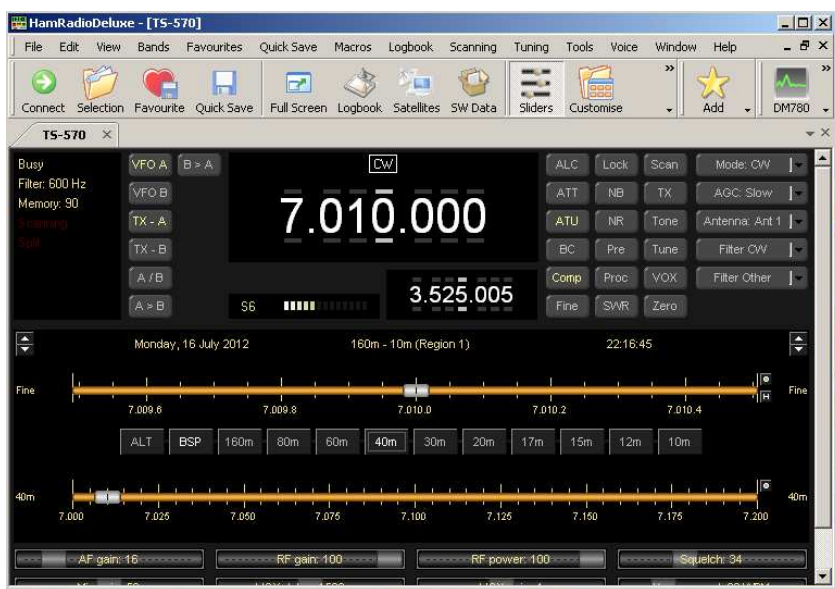 HamRadioDeluxe - [TS-570]
File Edit View Bands Favourites Quick Save Macros Logbook Scanning Tuning Tools Voice Window Help
Connect Selection Favourite Quick Save Full Screen Logbook Satellites SW Data Sliders Customise Add DM780
TS-570
Busy
Filter: 600 Hz
Memory: 90
Scanning
Split
VFO A B > A
VFO B
TX - A
TX - B
A / B
A > B
CW
7.010.000
S6
3.525.005
ALC Lock Scan Mode: CW
ATT NB TX AGC: Slow
ATU NR Tone Antenna: Ant 1
BC Pre Tune Filter CW
Comp Proc VOX Filter Other
Fine SWR Zero
Monday, 16 July 2012 160m - 10m (Region 1) 22:16:45
Fine H Fine
7.009.6 7.009.8 7.010.0 7.010.2 7.010.4
ALT BSP 160m 80m 60m 40m 30m 20m 17m 15m 12m 10m
40m 40m
7.000 7.025 7.050 7.075 7.100 7.125 7.150 7.175 7.200
AF gain: 16 RF gain: 100 RF power: 100 Squelch: 34